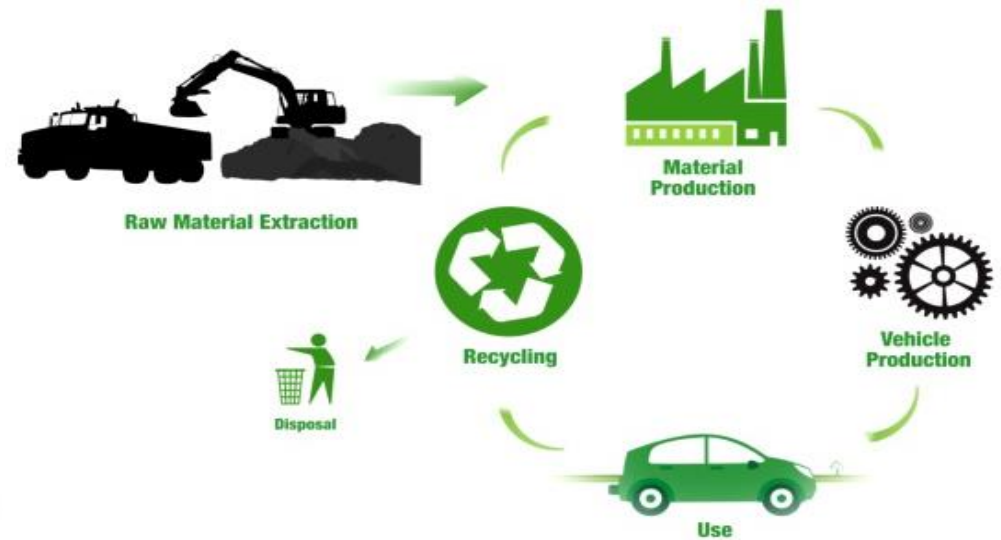 Raw Material Extraction
Material
Production
Vehicle
Production
Use
Recycling
Disposal